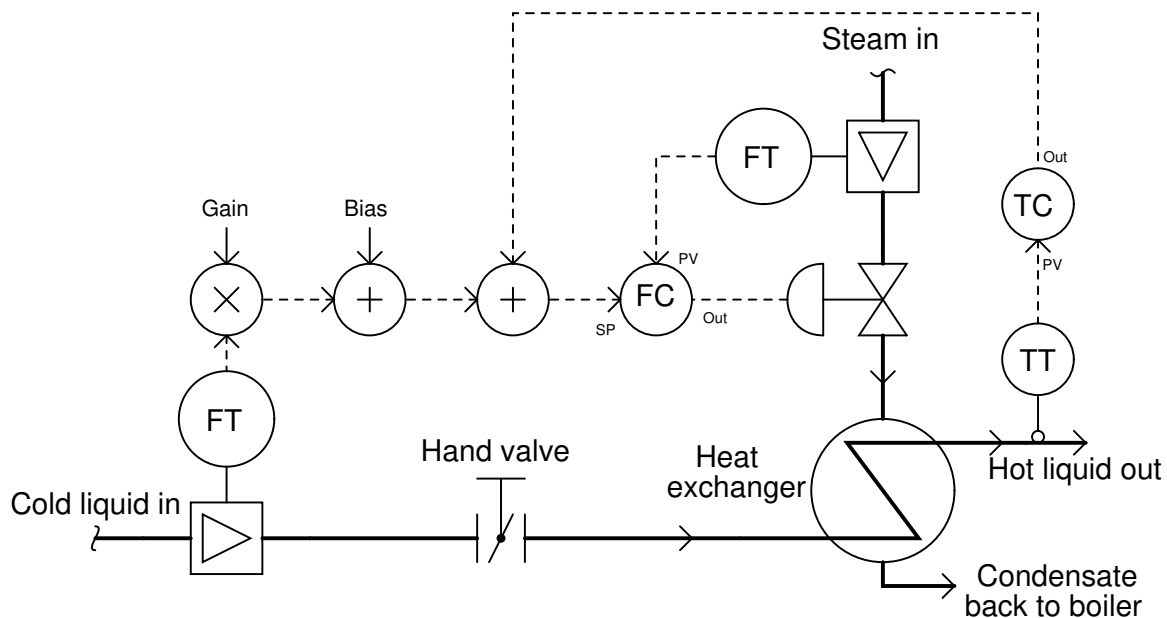 Steam in
FT
Out
TC
PV
Gain
Bias
PV
FC
SP
Out
TT
FT
Hand valve
Heat
exchanger
Hot liquid out
Cold liquid in
Condensate
back to boiler